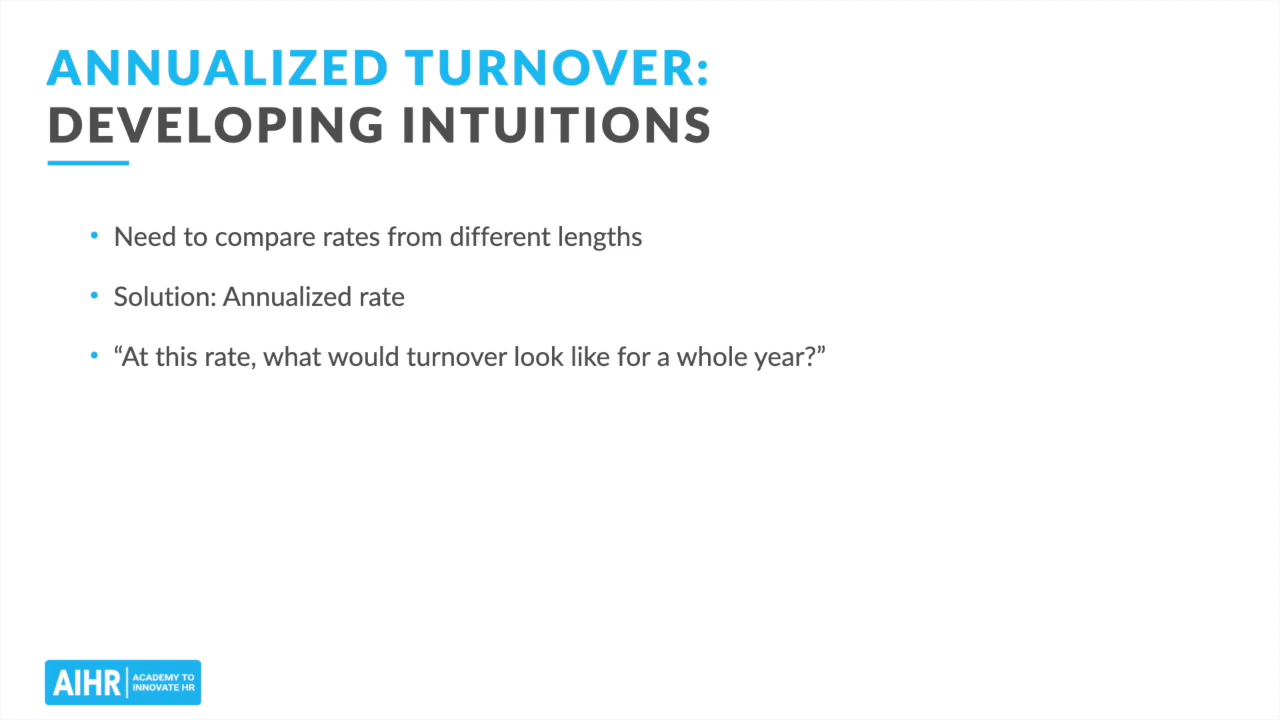 ANNUALIZED TURNOVER:
DEVELOPING INTUITIONS
• Need to compare rates from different lengths
• Solution: Annualized rate
• “At this rate, what would turnover look like for a whole year?”
AIHR
ACADEMY TO
INNOVATE HR